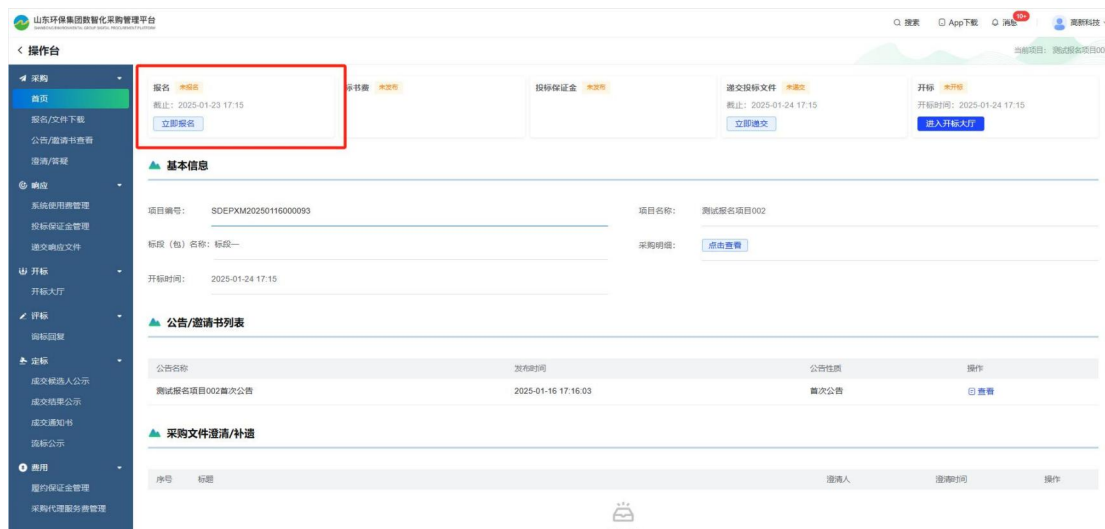 山东环保集团数智化采购管理平台
搜索 App下载 消息 10+ 高新科技
操作台 当前项目: 测试报名项目00
采购
首页
报名/文件下载
公告/邀请书查看
澄清/答疑
响应
系统使用费管理
投标保证金管理
递交响应文件
开标
开标大厅
评标
询标回复
定标
成交候选人公示
成交结果公示
成交通知书
流标公示
费用
履约保证金管理
采购代理服务费管理
报名 未报名
截止: 2025-01-23 17:15
立即报名
标书费 未发布
投标保证金 未发布
递交投标文件 未递交
截止: 2025-01-24 17:15
立即递交
开标 未开标
开标时间: 2025-01-24 17:15
进入开标大厅
基本信息
项目编号: SDEPXM20250116000093 项目名称: 测试报名项目002
标段（包）名称: 标段一 采购明细: 点击查看
开标时间: 2025-01-24 17:15
公告/邀请书列表
公告名称 发布时间 公告性质 操作
测试报名项目002首次公告 2025-01-16 17:16:03 首次公告 查看
采购文件澄清/补遗
序号 标题 澄清人 澄清时间 操作